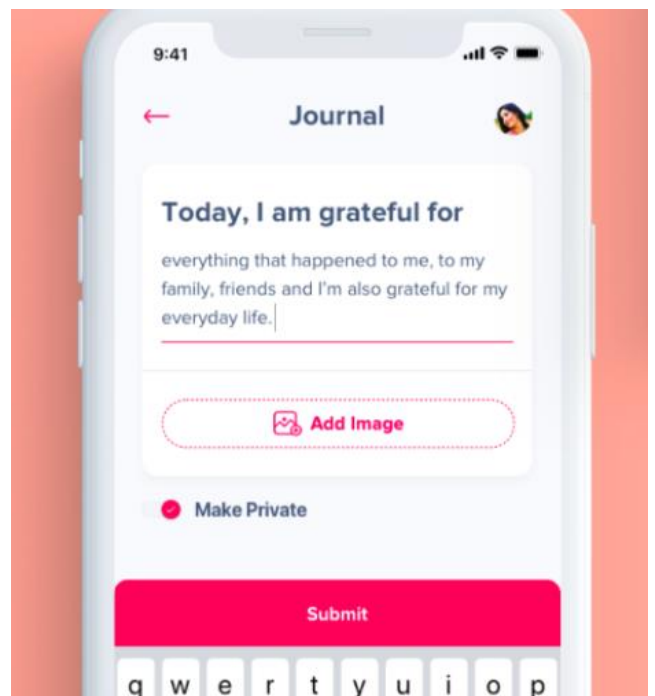 9:41
Journal
Today, I am grateful for
everything that happened to me, to my
family, friends and I'm also grateful for my
everyday life.
Add Image
Make Private
Submit
q w e r t y u i o p